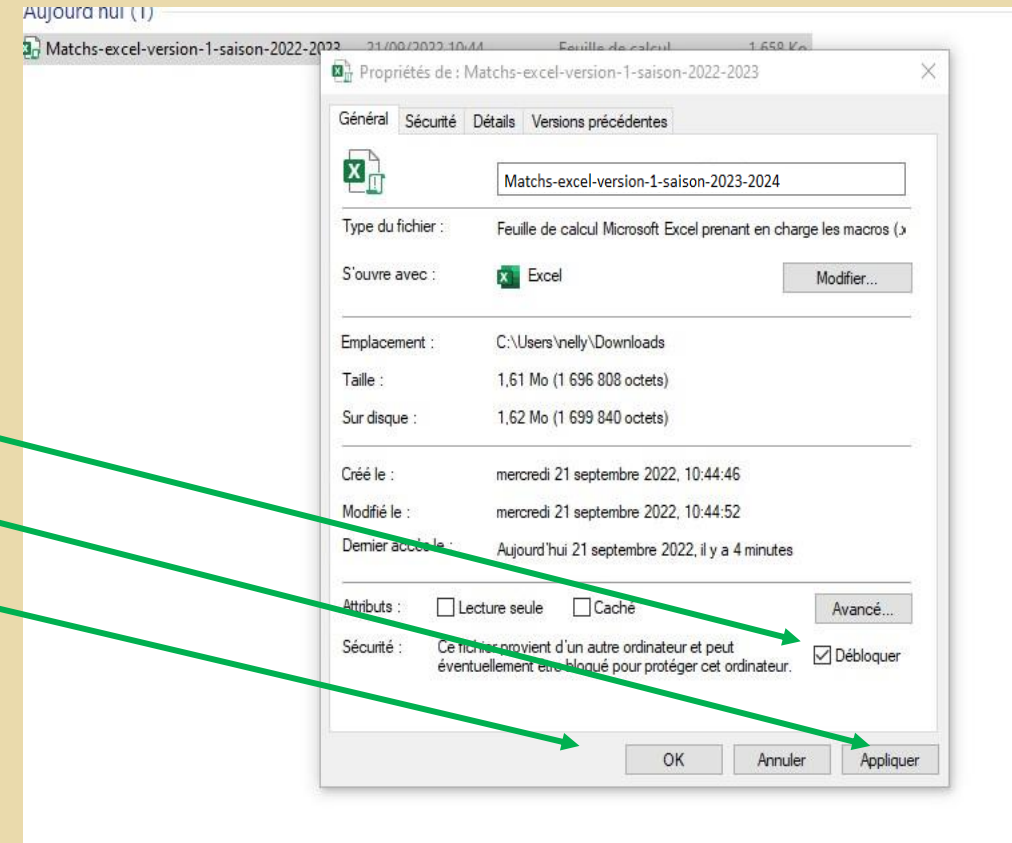 Aujourd'hui (1)
Matchs-excel-version-1-saison-2022-2023 21/09/2022 10:44 Feuille de calcul 1 658 Ko
Propriétés de : Matchs-excel-version-1-saison-2022-2023
Général Sécurité Détails Versions précédentes
Matchs-excel-version-1-saison-2023-2024
Type du fichier : Feuille de calcul Microsoft Excel prenant en charge les macros (.x
S'ouvre avec : Excel Modifier...
Emplacement : C:\Users\nelly\Downloads
Taille : 1,61 Mo (1 696 808 octets)
Sur disque : 1,62 Mo (1 699 840 octets)
Créé le : mercredi 21 septembre 2022, 10:44:46
Modifié le : mercredi 21 septembre 2022, 10:44:52
Dernier accès le : Aujourd'hui 21 septembre 2022, il y a 4 minutes
Attributs : Lecture seule Caché Avancé...
Sécurité : Ce fichier provient d'un autre ordinateur et peut
éventuellement être bloqué pour protéger cet ordinateur. Débloquer
OK Annuler Appliquer